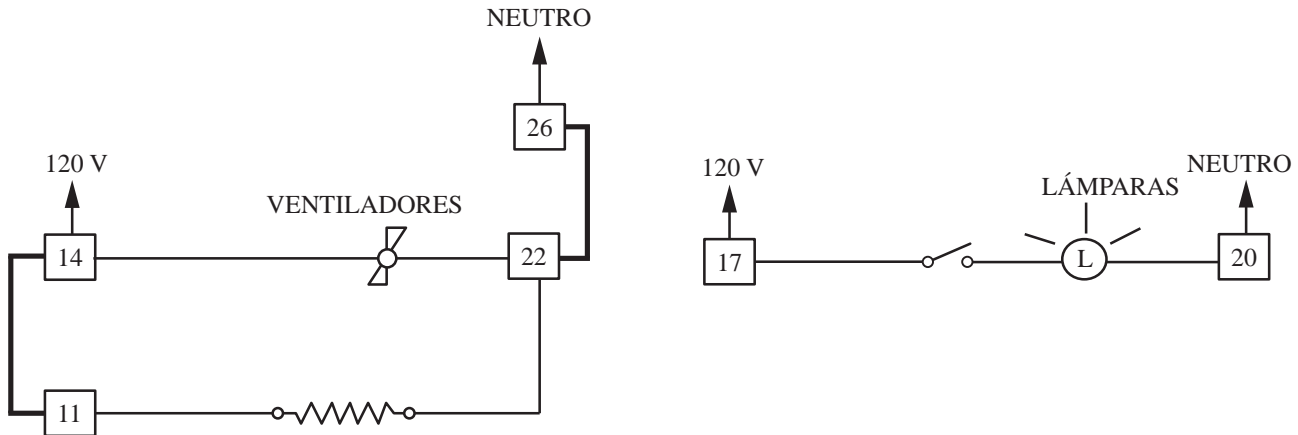 NEUTRO
26
120 V
VENTILADORES
14
22
11
120 V
LÁMPARAS
NEUTRO
17
L
20